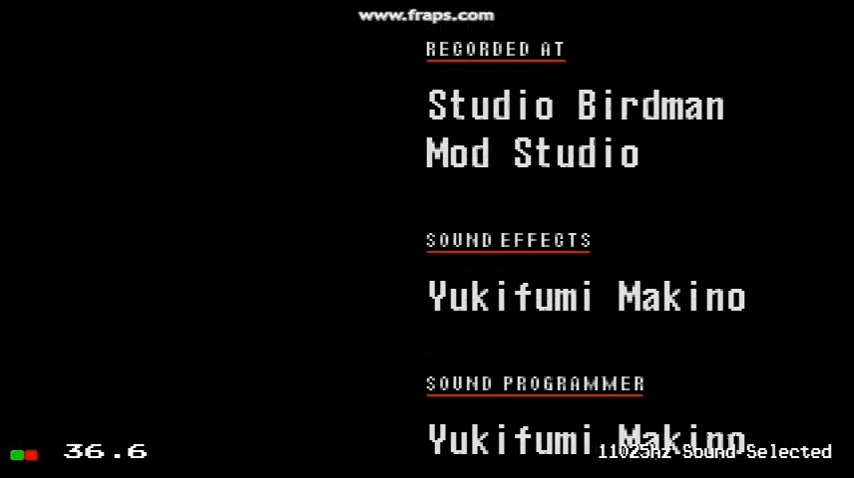 www.fraps.com
RECORDED AT
Studio Birdman
Mod Studio
SOUND EFFECTS
Yukifumi Makino
SOUND PROGRAMMER
Yukifumi Makino
36.6
11025hz Sound Selected